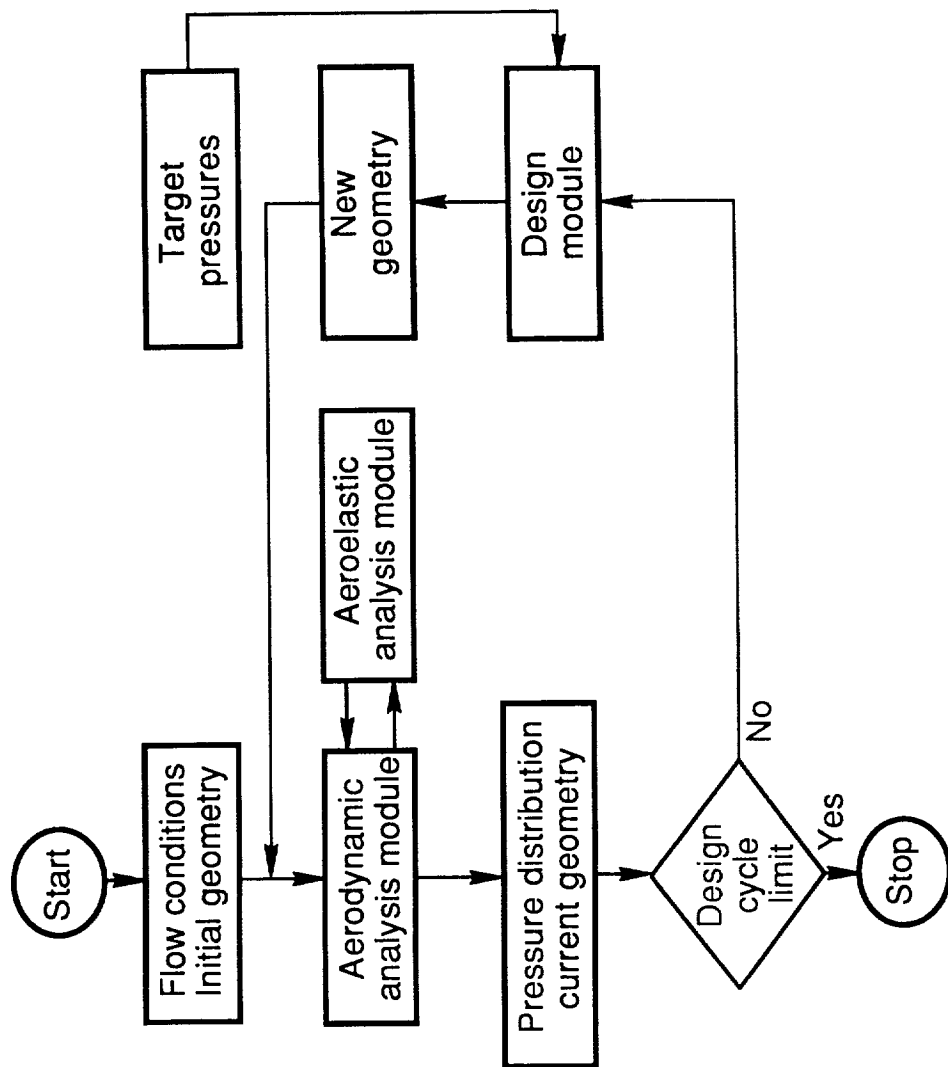 Start
Flow conditions
Initial geometry
Aerodynamic
analysis module
Aeroelastic
analysis module
Pressure distribution
current geometry
Design
cycle
limit
Yes
Stop
No
Design
module
New
geometry
Target
pressures